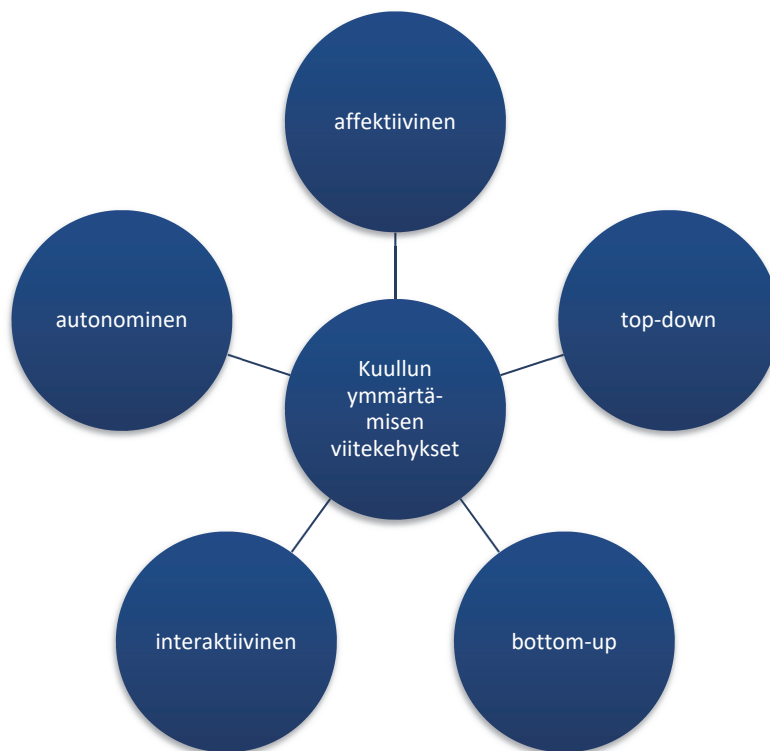 affektiivinen
autonominen
top-down
Kuullun
ymmärtä-
misen
viitekehykset
interaktiivinen
bottom-up